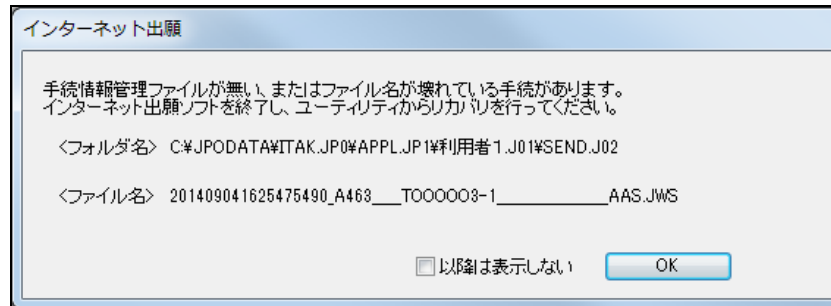 インターネット出願
手続情報管理ファイルが無い、またはファイル名が壊れている手続があります。
インターネット出願ソフトを終了し、ユーティリティからリカバリを行ってください。
<フォルダ名> C:¥JPODATA¥ITAK.JP0¥APPL.JP1¥利用者1.J01¥SEND.J02
<ファイル名> 201409041625475490_A463___TOOOOO3-1__________AAS.JWS
以降は表示しない OK